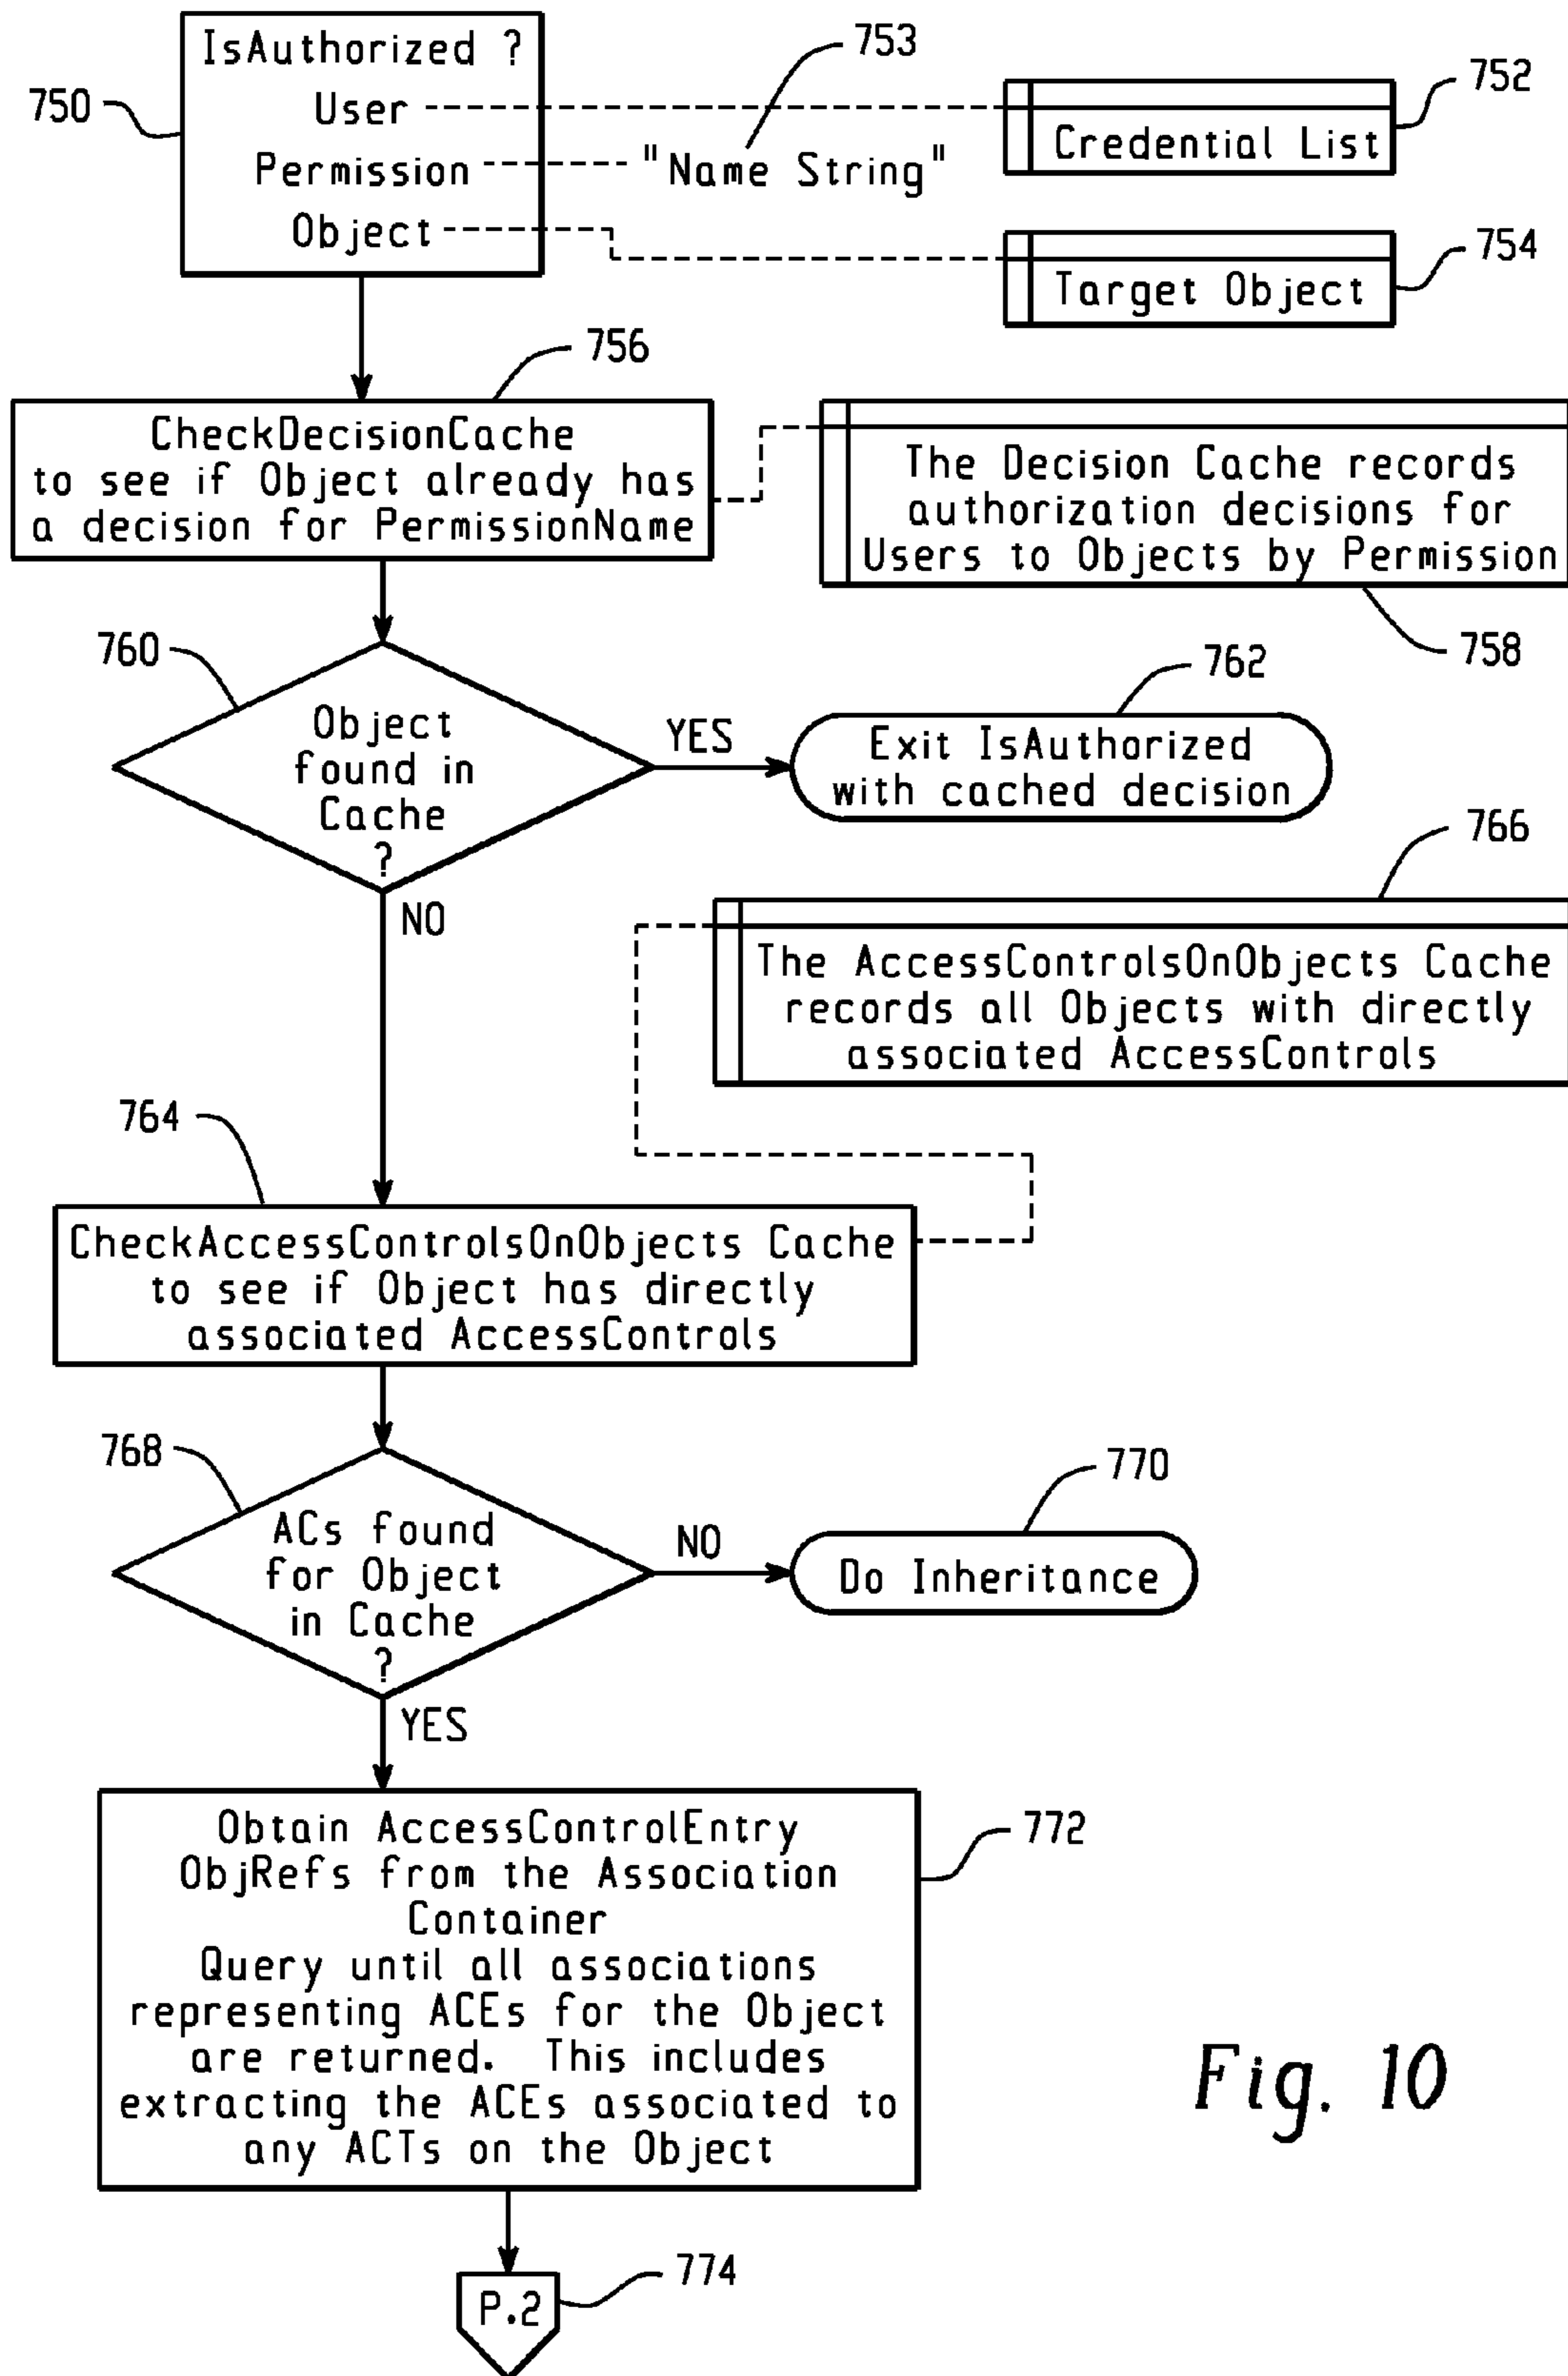 IsAuthorized ?
753
750
User
752
Credential List
Permission
"Name String"
Object
754
Target Object
756
CheckDecisionCache
to see if Object already has
a decision for PermissionName
The Decision Cache records
authorization decisions for
Users to Objects by Permission
758
760
762
Object
found in
Cache
?
YES
Exit IsAuthorized
with cached decision
NO
766
The AccessControlsOnObjects Cache
records all Objects with directly
associated AccessControls
764
CheckAccessControlsOnObjects Cache
to see if Object has directly
associated AccessControls
768
770
ACs found
for Object
in Cache
?
NO
Do Inheritance
YES
772
Obtain AccessControlEntry
ObjRefs from the Association
Container
Query until all associations
representing ACEs for the Object
are returned. This includes
extracting the ACEs associated to
any ACTs on the Object
Fig. 10
774
P.2